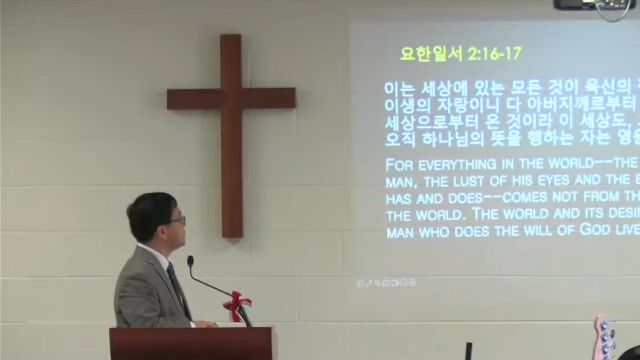 요한일서 2:16-17
이는 세상에 있는 모든 것이 육신의
이생의 자랑이니 다 아버지께로부터
세상으로부터 온 것이라 이 세상도,
오직 하나님의 뜻을 행하는 자는
FOR EVERYTHING IN THE WORLD--THE
MAN, THE LUST OF HIS EYES AND THE
HAS AND DOES--COMES NOT FROM
THE WORLD. THE WORLD AND ITS
MAN WHO DOES THE WILL OF GOD